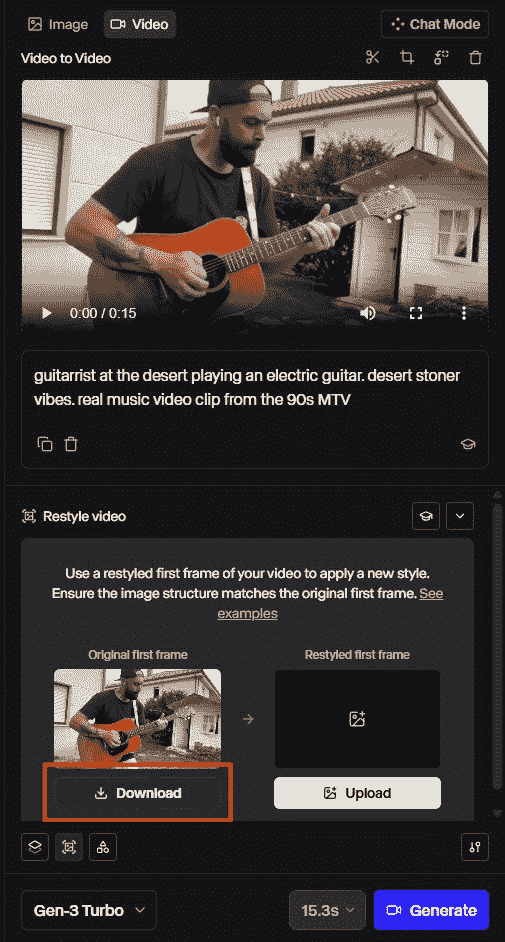 Image
Video
Chat Mode
Video to Video
0:00 / 0:15
guitarrist at the desert playing an electric guitar. desert stoner
vibes. real music video clip from the 90s MTV
Restyle video
Use a restyled first frame of your video to apply a new style.
Ensure the image structure matches the original first frame. See
examples
Original first frame
Restyled first frame
Download
Upload
Gen-3 Turbo
15.3s
Generate